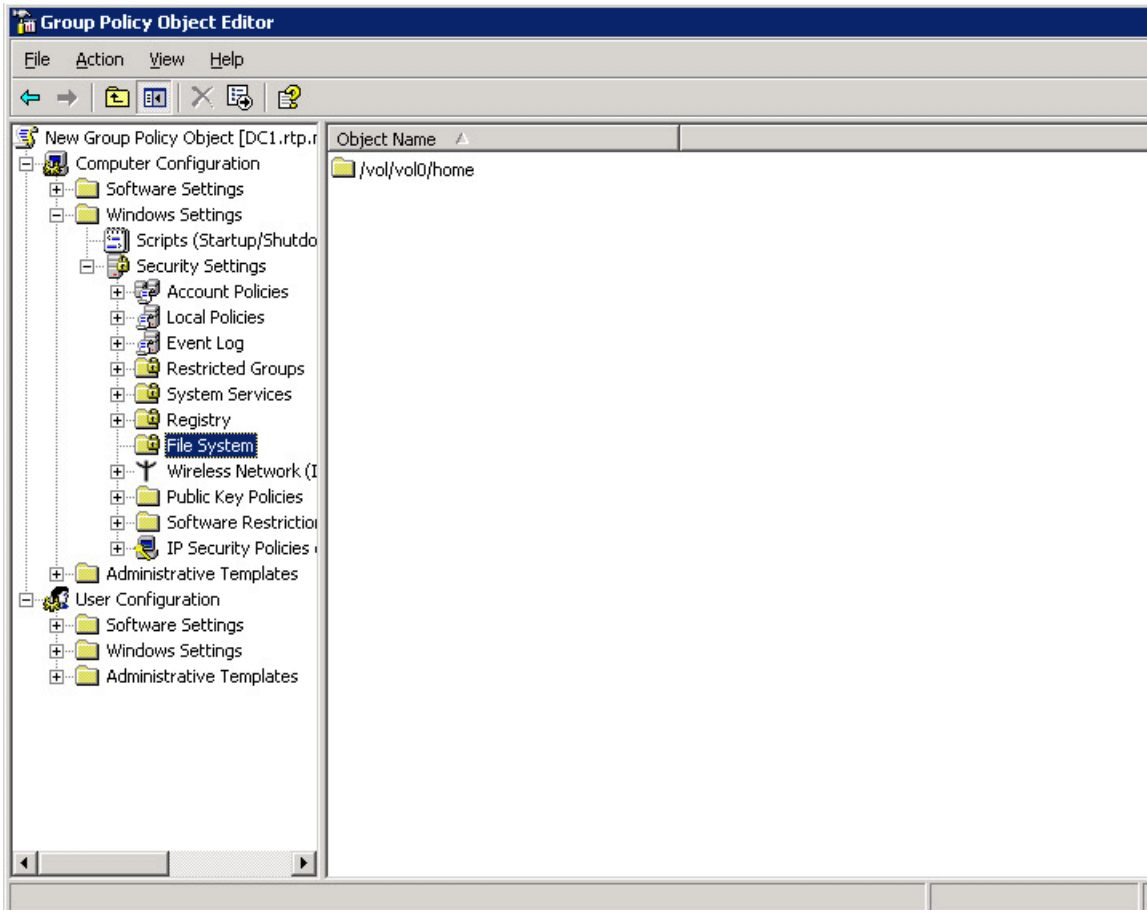 Group Policy Object Editor
File Action View Help
New Group Policy Object [DC1.rtp.r
Computer Configuration
Software Settings
Windows Settings
Scripts (Startup/Shutdo
Security Settings
Account Policies
Local Policies
Event Log
Restricted Groups
System Services
Registry
File System
Wireless Network (I
Public Key Policies
Software Restriction
IP Security Policies
Administrative Templates
User Configuration
Software Settings
Windows Settings
Administrative Templates
Object Name
/vol/vol0/home